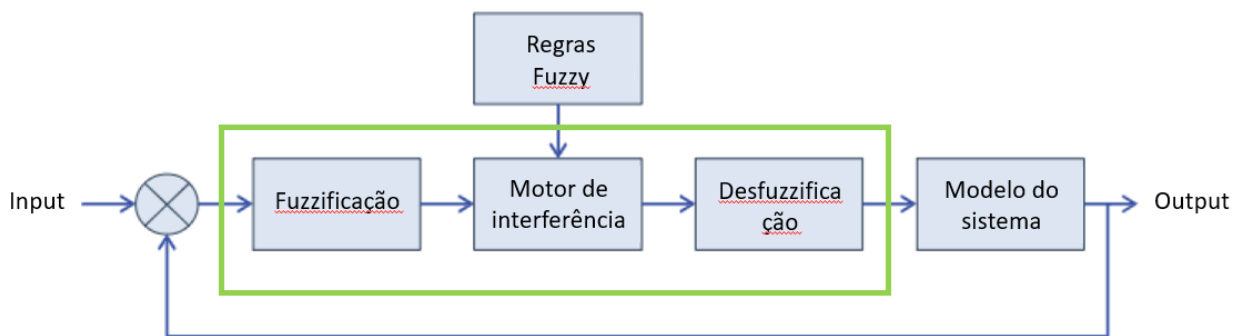 Regras
Fuzzy
Input
Fuzzificação
Motor de
interferência
Desfuzzifica
ção
Modelo do
sistema
Output